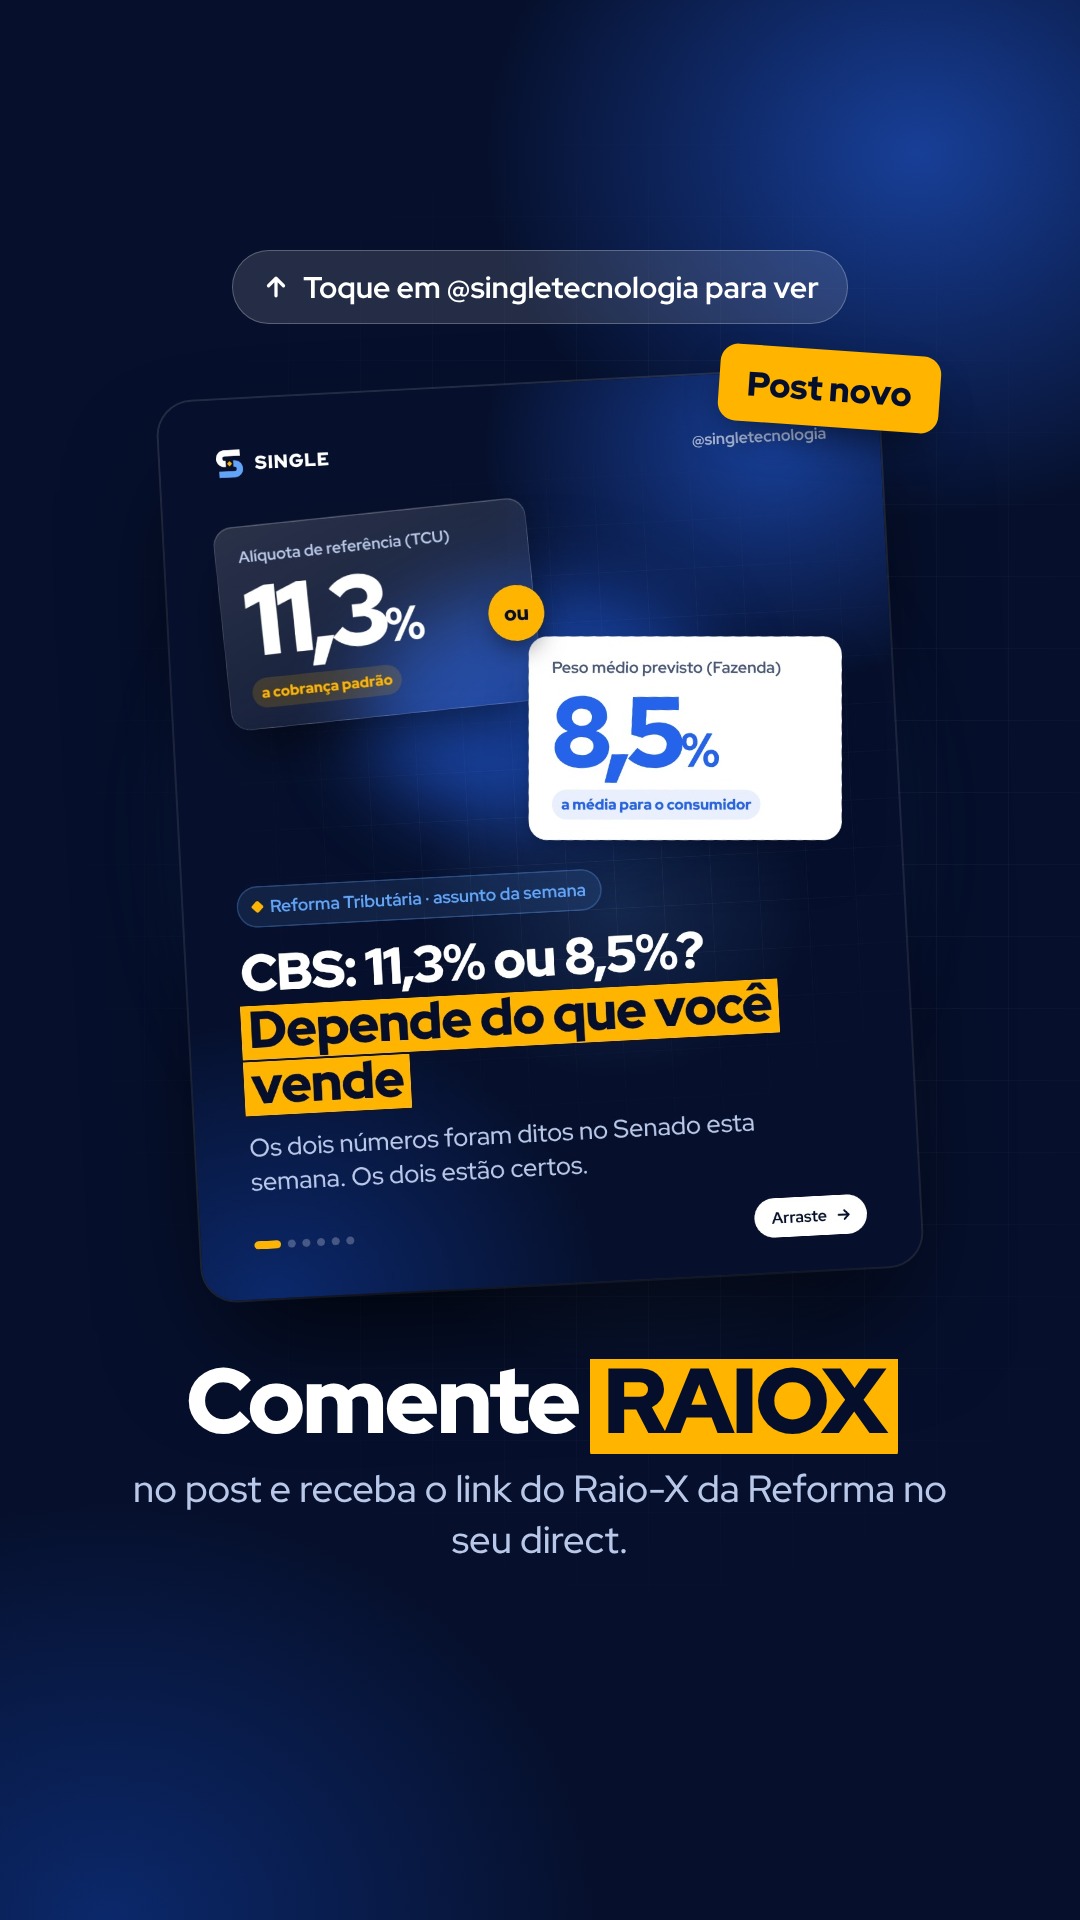 ↑ Toque em @singletecnologia para ver
Post novo
SINGLE
@singletecnologia
Alíquota de referência (TCU)
11,3%
a cobrança padrão
ou
Peso médio previsto (Fazenda)
8,5%
a média para o consumidor
Reforma Tributária · assunto da semana
CBS: 11,3% ou 8,5%?
Depende do que você
vende
Os dois números foram ditos no Senado esta
semana. Os dois estão certos.
Arraste →
Comente RAIOX
no post e receba o link do Raio-X da Reforma no
seu direct.